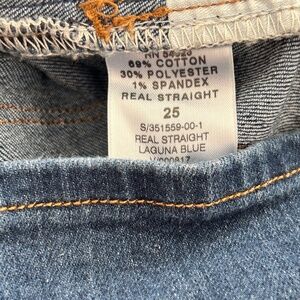 69% COTTON
30% POLYESTER
1% SPANDEX
REAL STRAIGHT
25
S/351559-00-1
REAL STRAIGHT
LAGUNA BLUE